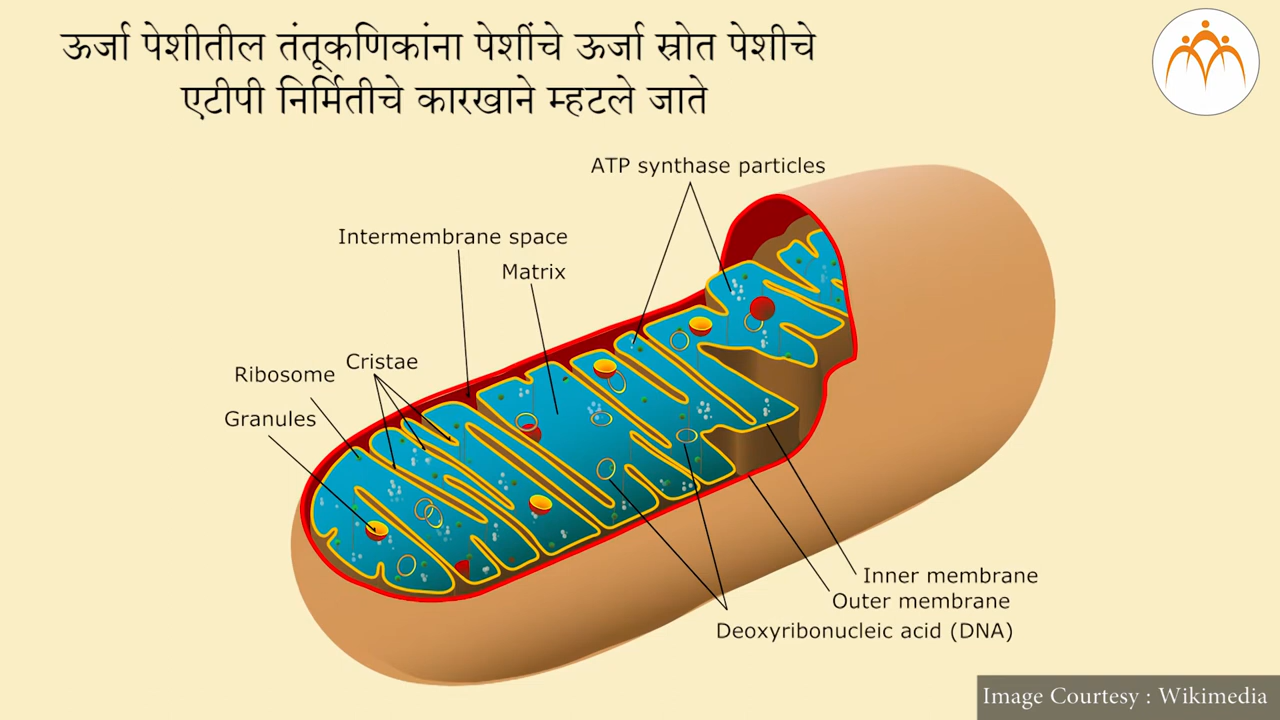 ऊर्जा पेशीतील तंतूकणिकांना पेशींचे ऊर्जा स्रोत पेशीचे
एटीपी निर्मितीचे कारखाने म्हटले जाते
ATP synthase particles
Intermembrane space
Matrix
Cristae
Ribosome
Granules
Inner membrane
Outer membrane
Deoxyribonucleic acid (DNA)
Image Courtesy : Wikimedia